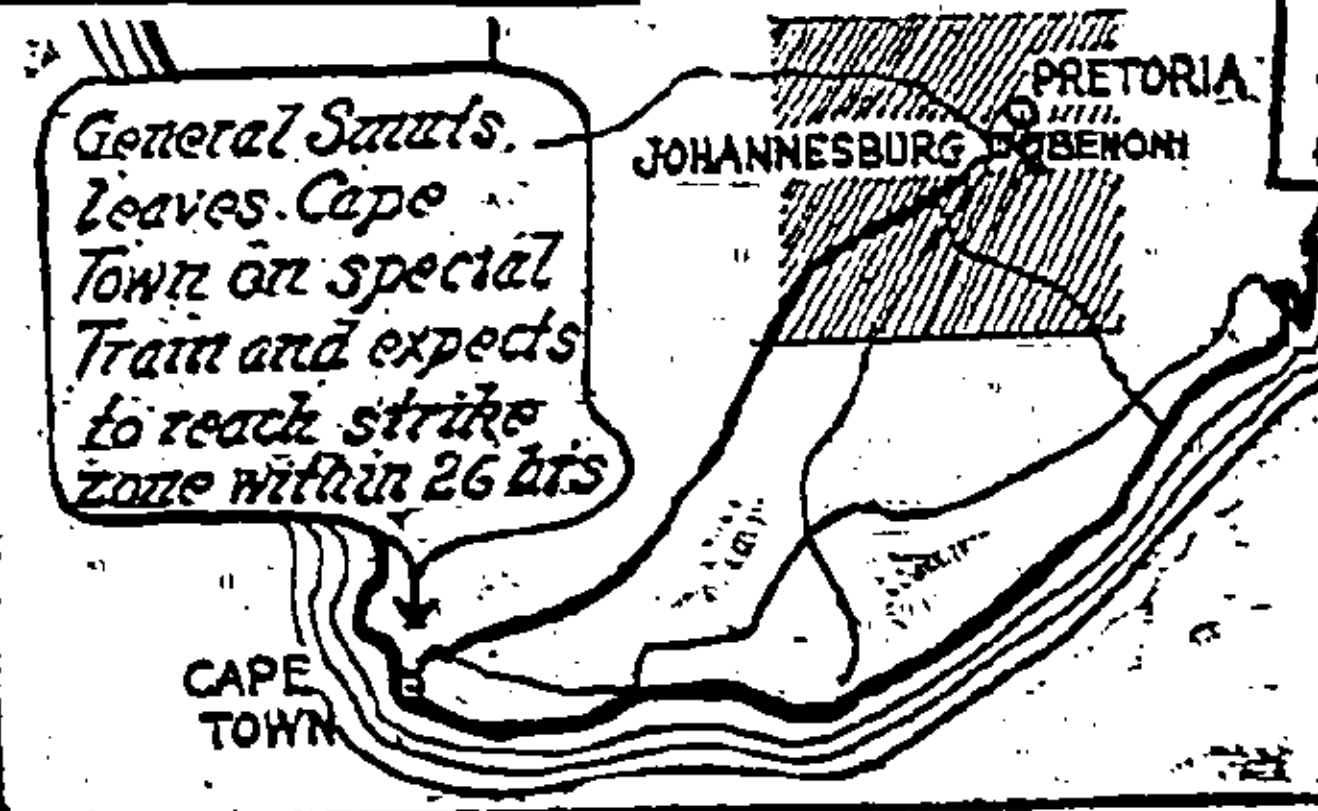 General Smuts.
leaves. Cape
Town on special
Train and expects
to reach strike
zone within 26 hrs
PRETORIA
JOHANNESBURG
BENONI
CAPE
TOWN